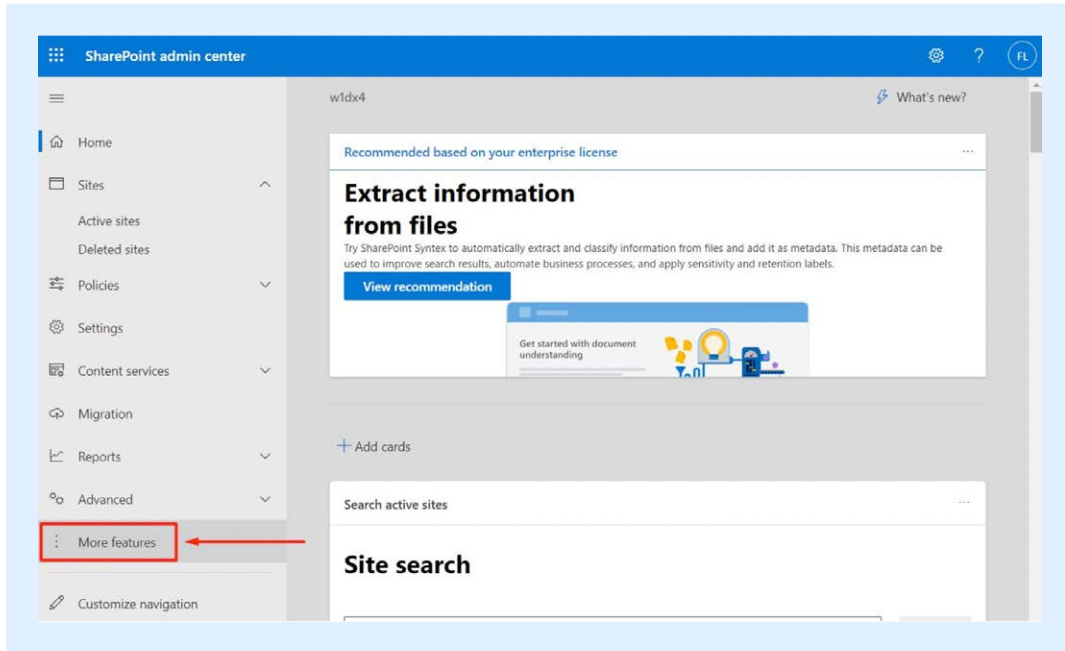 SharePoint admin center
?
FL
Home
Sites
Active sites
Deleted sites
Policies
Settings
Content services
Migration
Reports
Advanced
More features
Customize navigation
w1dx4
What's new?
Recommended based on your enterprise license
Extract information
from files
Try SharePoint Syntex to automatically extract and classify information from files and add it as metadata. This metadata can be
used to improve search results, automate business processes, and apply sensitivity and retention labels.
View recommendation
Get started with document
understanding
+ Add cards
Search active sites
Site search